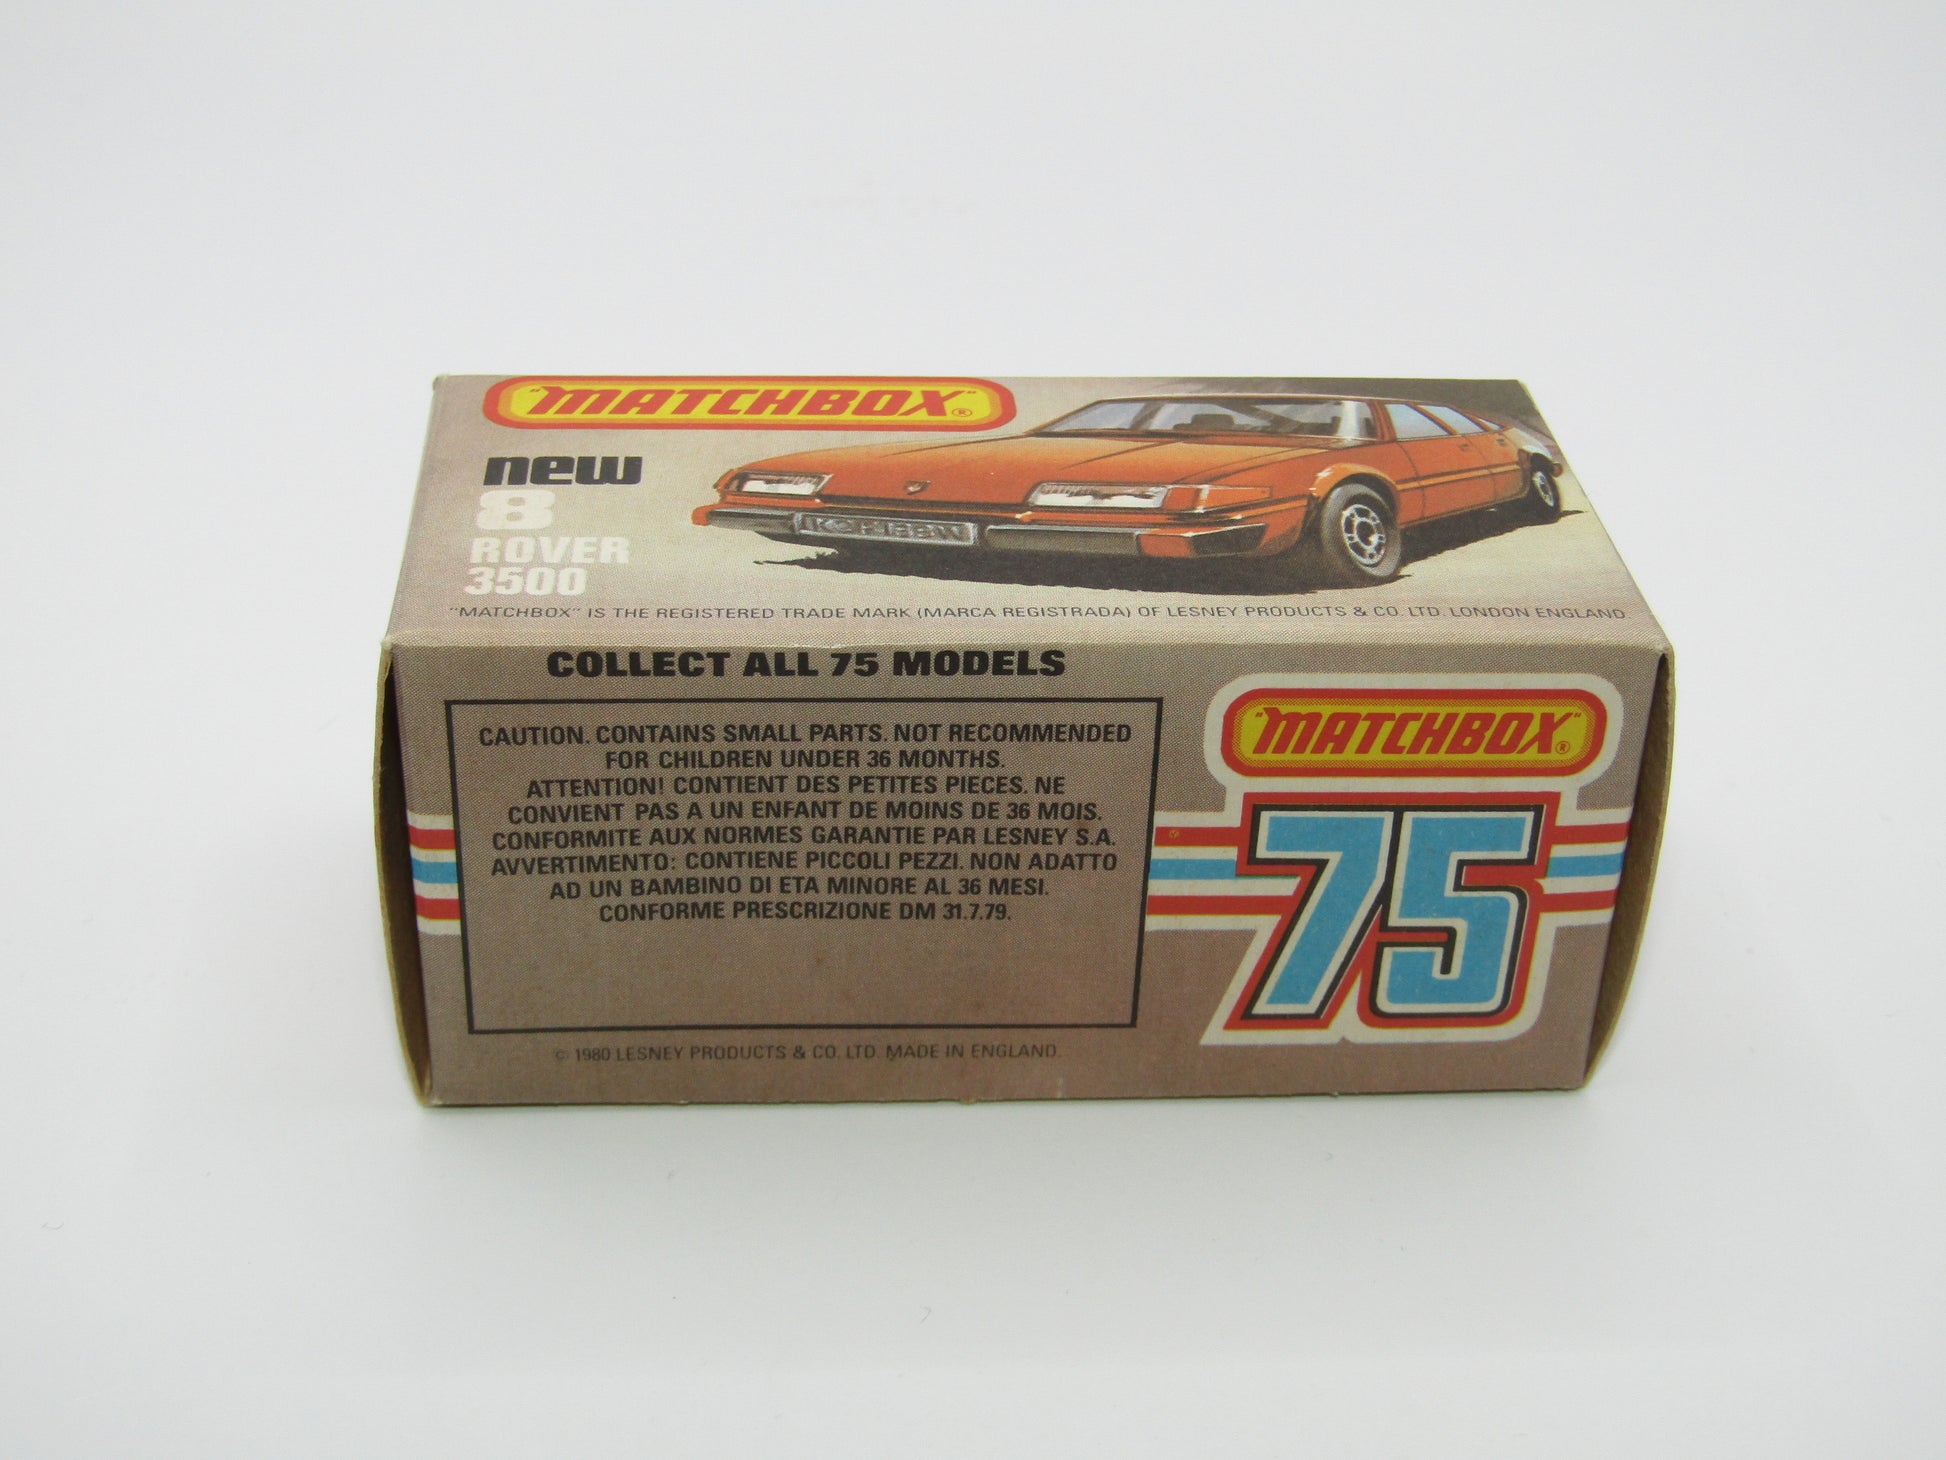 "MATCHBOX"®
new
8
ROVER
3500
"MATCHBOX" IS THE REGISTERED TRADE MARK (MARCA REGISTRADA) OF LESNEY PRODUCTS & CO. LTD. LONDON ENGLAND.
COLLECT ALL 75 MODELS
CAUTION. CONTAINS SMALL PARTS. NOT RECOMMENDED
FOR CHILDREN UNDER 36 MONTHS.
ATTENTION! CONTIENT DES PETITES PIECES. NE
CONVIENT PAS A UN ENFANT DE MOINS DE 36 MOIS.
CONFORMITE AUX NORMES GARANTIE PAR LESNEY S.A.
AVVERTIMENTO: CONTIENE PICCOLI PEZZI. NON ADATTO
AD UN BAMBINO DI ETA MINORE AL 36 MESI.
CONFORME PRESCRIZIONE DM 31.7.79.
© 1980 LESNEY PRODUCTS & CO. LTD. MADE IN ENGLAND.
"MATCHBOX"®
75